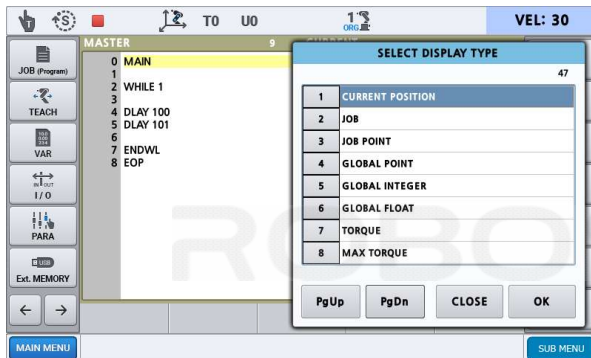 T0 U0 ORG VEL: 30
MASTER 9
JOB (Program)
TEACH
VAR
IN OUT
I / O
PARA
USB
Ext. MEMORY
0 MAIN
1
2 WHILE 1
3
4 DLAY 100
5 DLAY 101
6
7 ENDWL
8 EOP
SELECT DISPLAY TYPE
47
1 CURRENT POSITION
2 JOB
3 JOB POINT
4 GLOBAL POINT
5 GLOBAL INTEGER
6 GLOBAL FLOAT
7 TORQUE
8 MAX TORQUE
PgUp PgDn CLOSE OK
ROBO
MAIN MENU SUB MENU